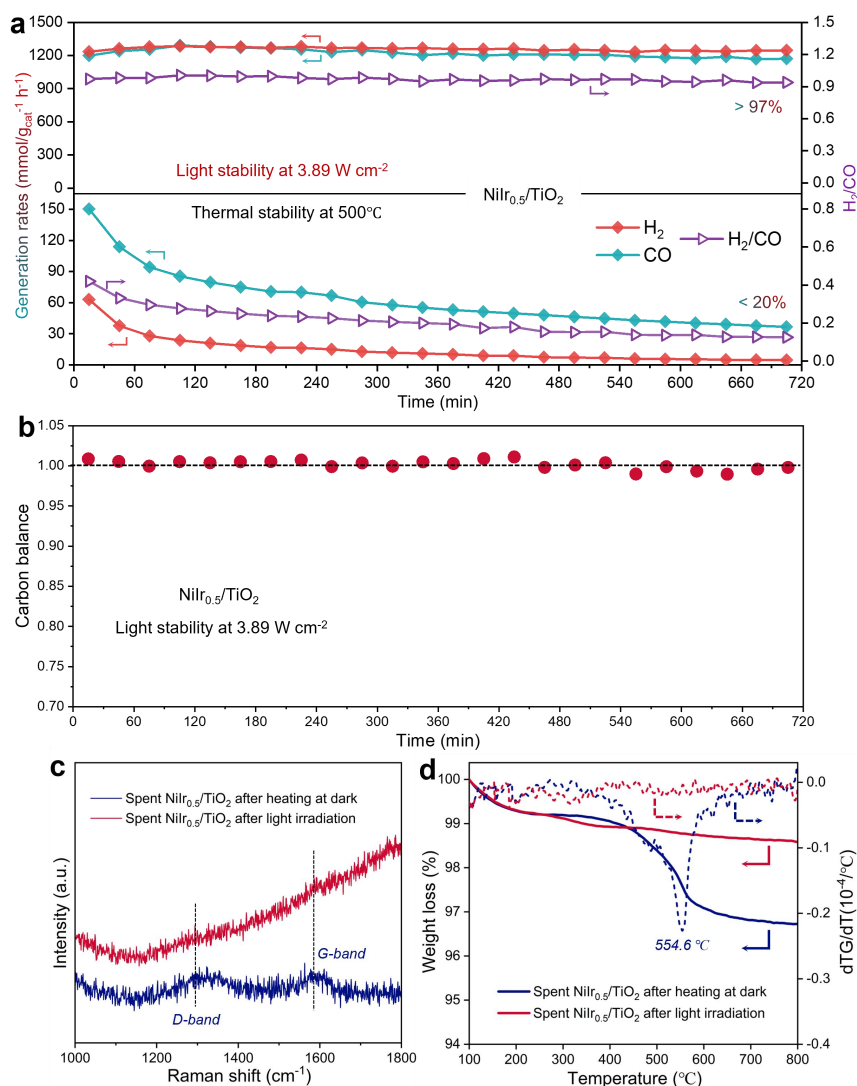 a
1500
1200
900
600
300
0
150
120
90
60
30
0
Generation rates (mmol/g_cat⁻¹ h⁻¹)
1.5
1.2
0.9
0.6
0.3
0.0
0.8
0.6
0.4
0.2
0.0
H₂/CO
> 97%
Light stability at 3.89 W cm⁻²
NiIr₀.₅/TiO₂
Thermal stability at 500℃
H₂
CO
H₂/CO
< 20%
0 60 120 180 240 300 360 420 480 540 600 660 720
Time (min)
b
1.05
1.00
0.95
0.90
0.85
0.80
0.75
0.70
Carbon balance
NiIr₀.₅/TiO₂
Light stability at 3.89 W cm⁻²
0 60 120 180 240 300 360 420 480 540 600 660 720
Time (min)
c
Spent NiIr₀.₅/TiO₂ after heating at dark
Spent NiIr₀.₅/TiO₂ after light irradiation
G-band
D-band
Intensity (a.u.)
1000 1200 1400 1600 1800
Raman shift (cm⁻¹)
d
100
99
98
97
96
95
94
Weight loss (%)
0.0
-0.1
-0.2
-0.3
-0.4
dTG/dT(10⁻⁴/℃)
554.6 ℃
Spent NiIr₀.₅/TiO₂ after heating at dark
Spent NiIr₀.₅/TiO₂ after light irradiation
100 200 300 400 500 600 700 800
Temperature (℃)